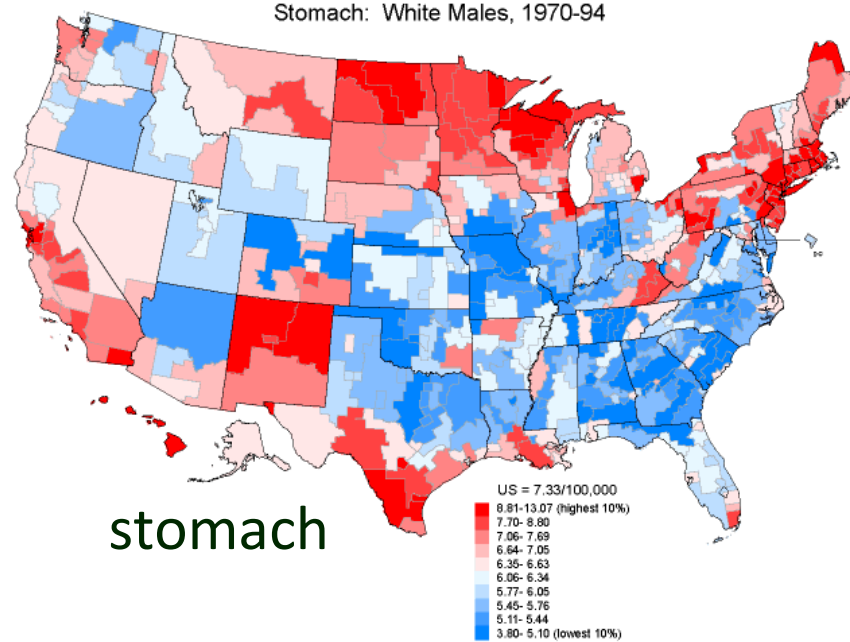 Stomach:  White Males, 1970-94
US = 7.33/100,000
8.81-13.07 (highest 10%)
7.70- 8.80
7.06- 7.69
6.64- 7.05
6.35- 6.63
6.06- 6.34
5.77- 6.05
5.45- 5.76
5.11- 5.44
3.80- 5.10 (lowest 10%)
stomach